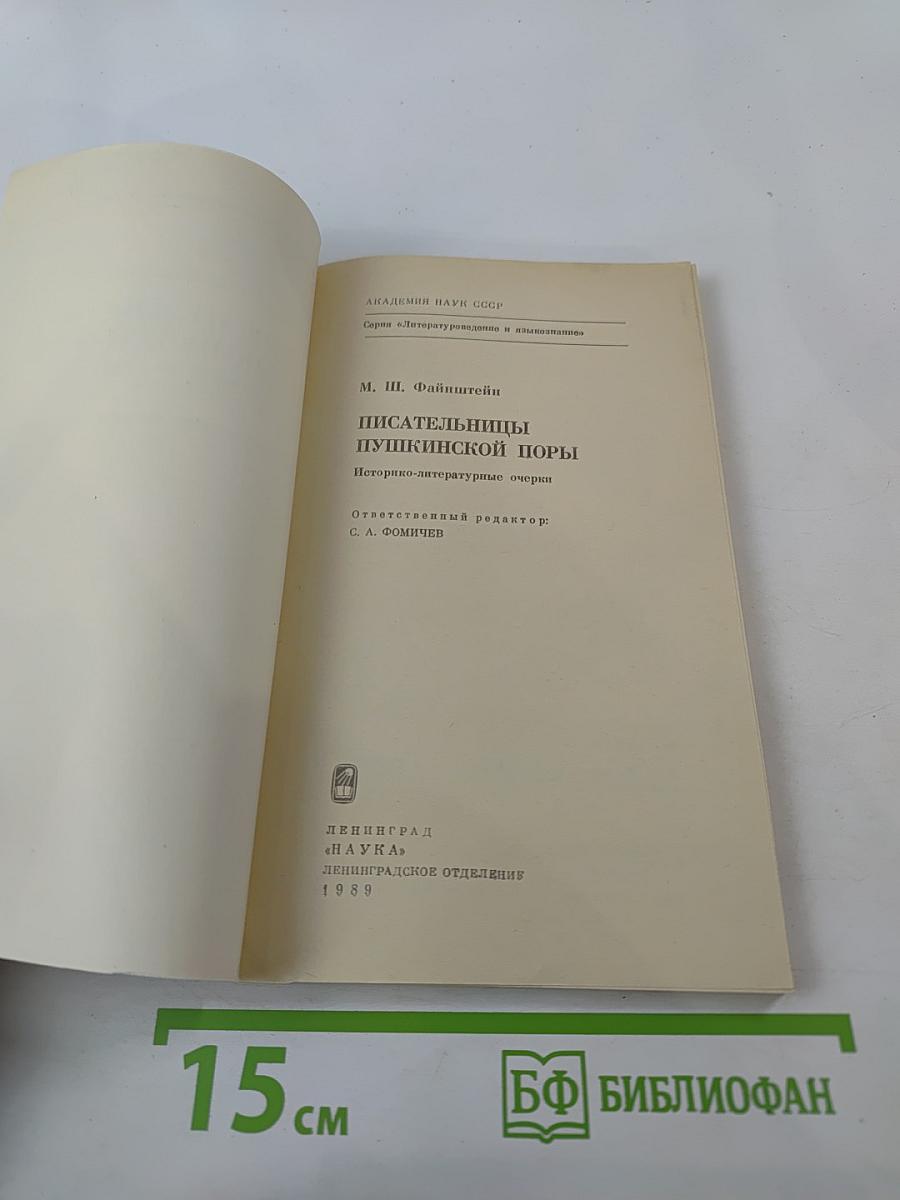 АКАДЕМИЯ НАУК СССР
Серия «Литературоведение и языкознание»
М. Ш. Файнштейн
ПИСАТЕЛЬНИЦЫ
ПУШКИНСКОЙ ПОРЫ
Историко-литературные очерки
Ответственный редактор:
С. А. ФОМИЧЕВ
ЛЕНИНГРАД
«НАУКА»
ЛЕНИНГРАДСКОЕ ОТДЕЛЕНИЕ
1989
15 см
БФ БИБЛИОФАН